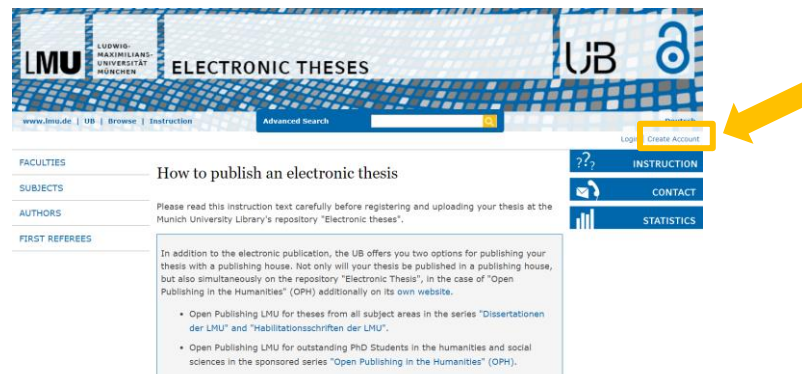 LMU
LUDWIG-
MAXIMILIANS-
UNIVERSITÄT
MÜNCHEN
ELECTRONIC THESES
UB
www.lmu.de | UB | Browse | Instruction
Advanced Search
Deutsch
Login
Create Account
FACULTIES
SUBJECTS
AUTHORS
FIRST REFEREES
How to publish an electronic thesis
Please read this instruction text carefully before registering and uploading your thesis at the
Munich University Library's repository "Electronic theses".
In addition to the electronic publication, the UB offers you two options for publishing your
thesis with a publishing house. Not only will your thesis be published in a publishing house,
but also simultaneously on the repository "Electronic Thesis", in the case of "Open
Publishing in the Humanities" (OPH) additionally on its own website.
• Open Publishing LMU for theses from all subject areas in the series "Dissertationen
der LMU" and "Habilitationsschriften der LMU".
• Open Publishing LMU for outstanding PhD Students in the humanities and social
sciences in the sponsored series "Open Publishing in the Humanities" (OPH).
??? INSTRUCTION
CONTACT
STATISTICS